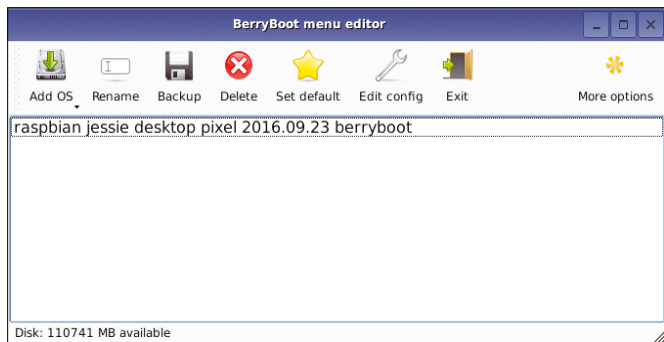 BerryBoot menu editor
Add OS Rename Backup Delete Set default Edit config Exit More options
raspbian jessie desktop pixel 2016.09.23 berryboot
Disk: 110741 MB available